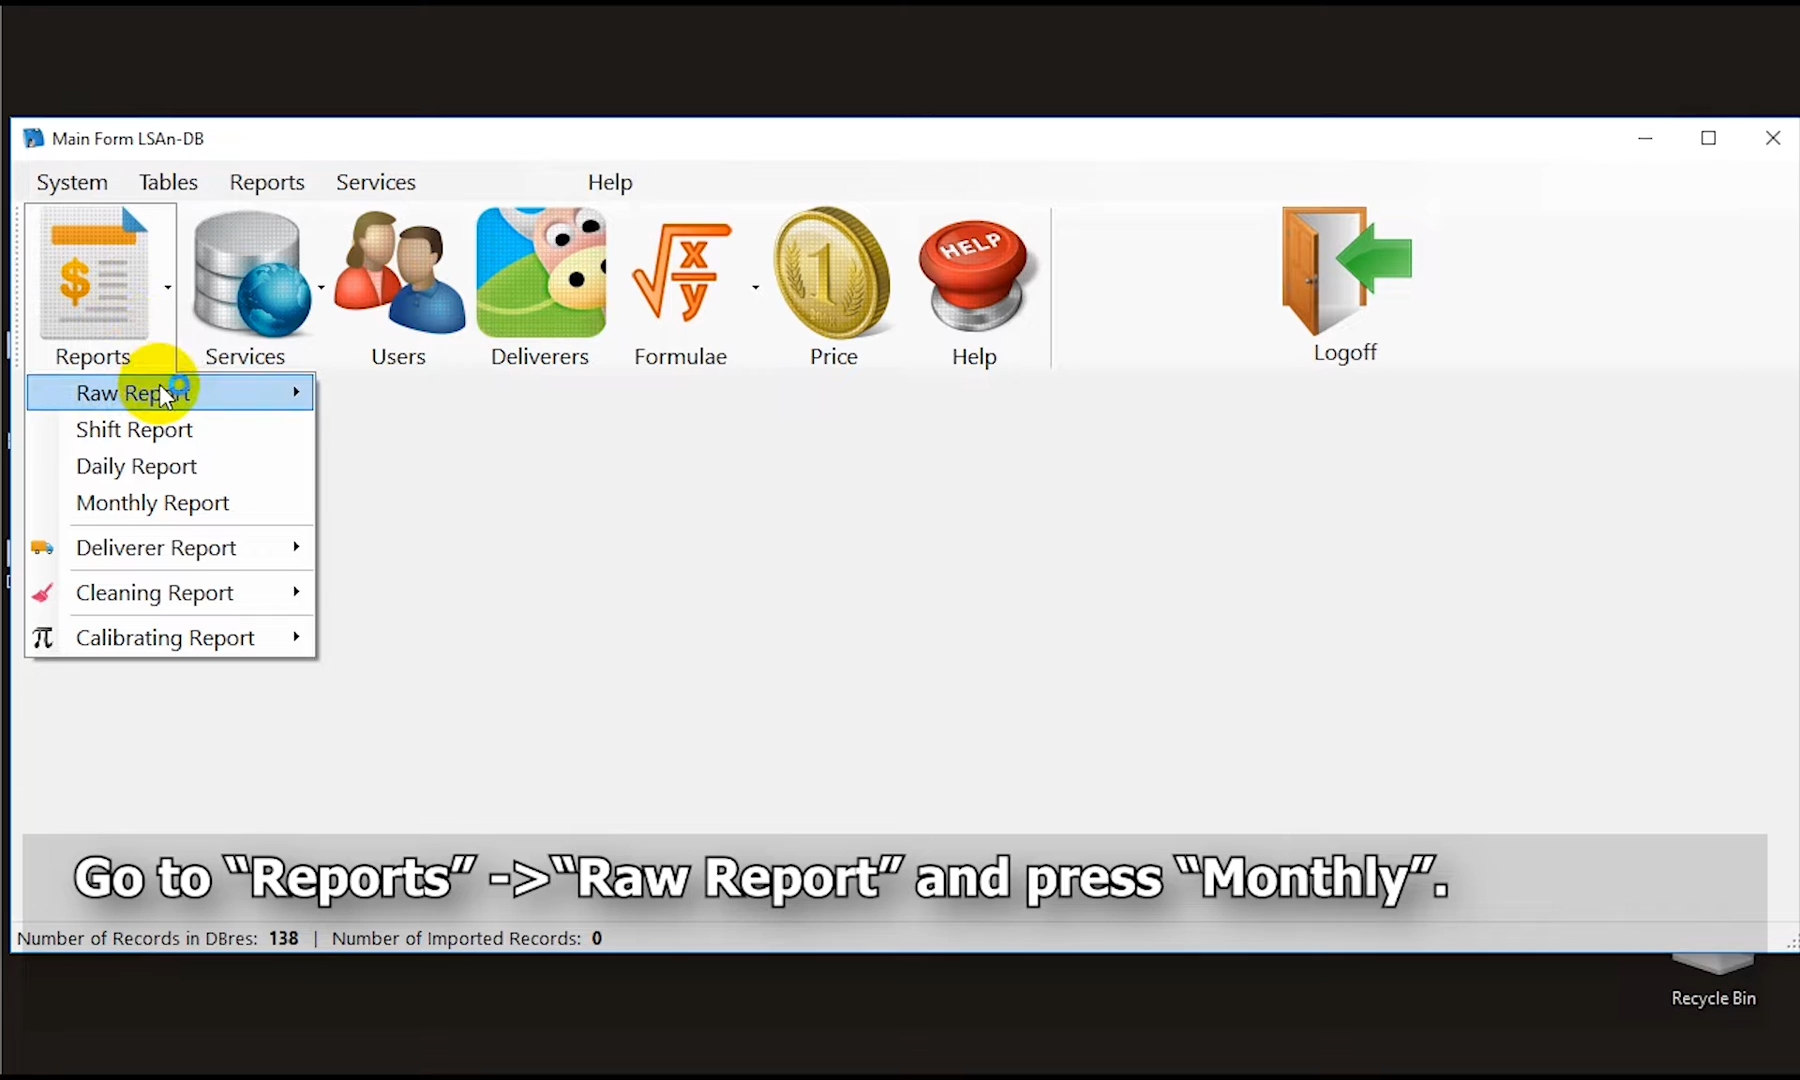 Main Form LSAn-DB
System Tables Reports Services Help
HELP
1
Reports Services Users Deliverers Formulae Price Help Logoff
Raw Report
Shift Report
Daily Report
Monthly Report
Deliverer Report
Cleaning Report
Calibrating Report
Go to “Reports” ->“Raw Report” and press “Monthly”.
Number of Records in DBres: 138 | Number of Imported Records: 0
Recycle Bin